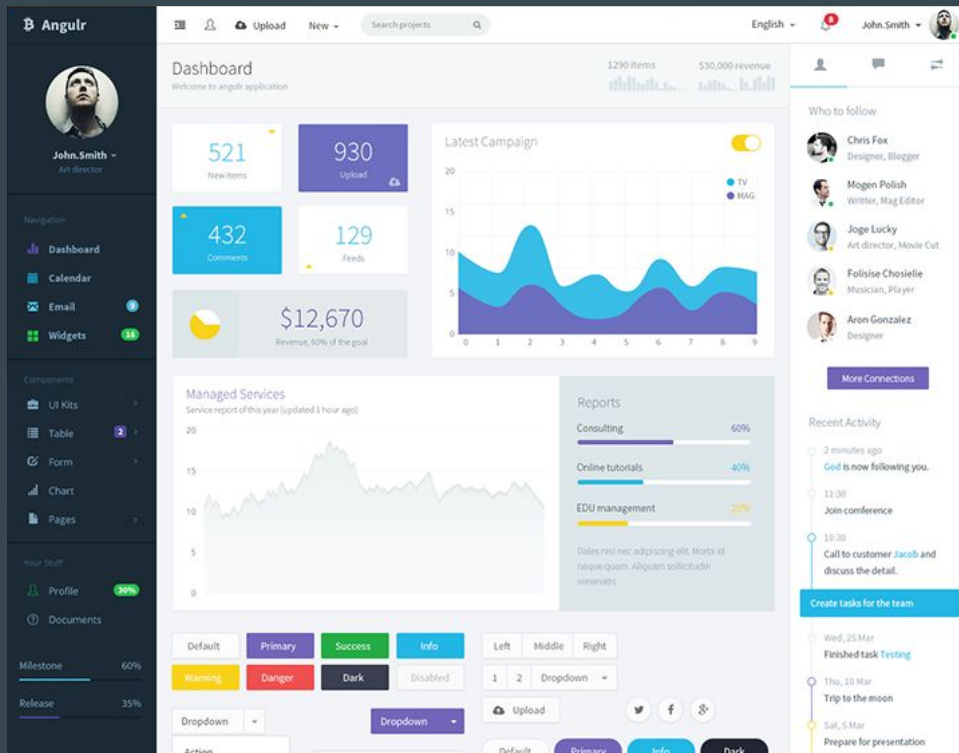 Angulr
Upload
New
Search projects
English
8
John.Smith
John.Smith
Art director
Navigation
Dashboard
Calendar
Email 9
Widgets 16
Components
UI Kits
Table 2
Form
Chart
Pages
Your Stuff
Profile 30%
Documents
Milestone 60%
Release 35%
Dashboard
Welcome to angulr application
1290 items
$30,000 revenue
521
New items
930
Upload
432
Comments
129
Feeds
$12,670
Revenue, 60% of the goal
Latest Campaign
20
15
10
5
0
TV
MAG
0 1 2 3 4 5 6 7 8 9
Managed Services
Service report of this year (updated 1 hour ago)
20
15
10
5
0
Reports
Consulting 60%
Online tutorials 40%
EDU management 20%
Dales nisi nec adipiscing elit. Morbi id
neque quam. Aliquam sollicitudin
venenatis
Default Primary Success Info
Warning Danger Dark Disabled
Dropdown
Dropdown
Action
Left Middle Right
1 2 Dropdown
Upload
Default Primary Info Dark
Who to follow
Chris Fox
Designer, Blogger
Mogen Polish
Writter, Mag Editor
Joge Lucky
Art director, Movie Cut
Folisise Chosielie
Musician, Player
Aron Gonzalez
Designer
More Connections
Recent Activity
2 minutes ago
God is now following you.
11:30
Join comference
10:30
Call to customer Jacob and
discuss the detail.
Create tasks for the team
Wed, 25 Mar
Finished task Testing
Thu, 10 Mar
Trip to the moon
Sat, 5 Mar
Prepare for presentation